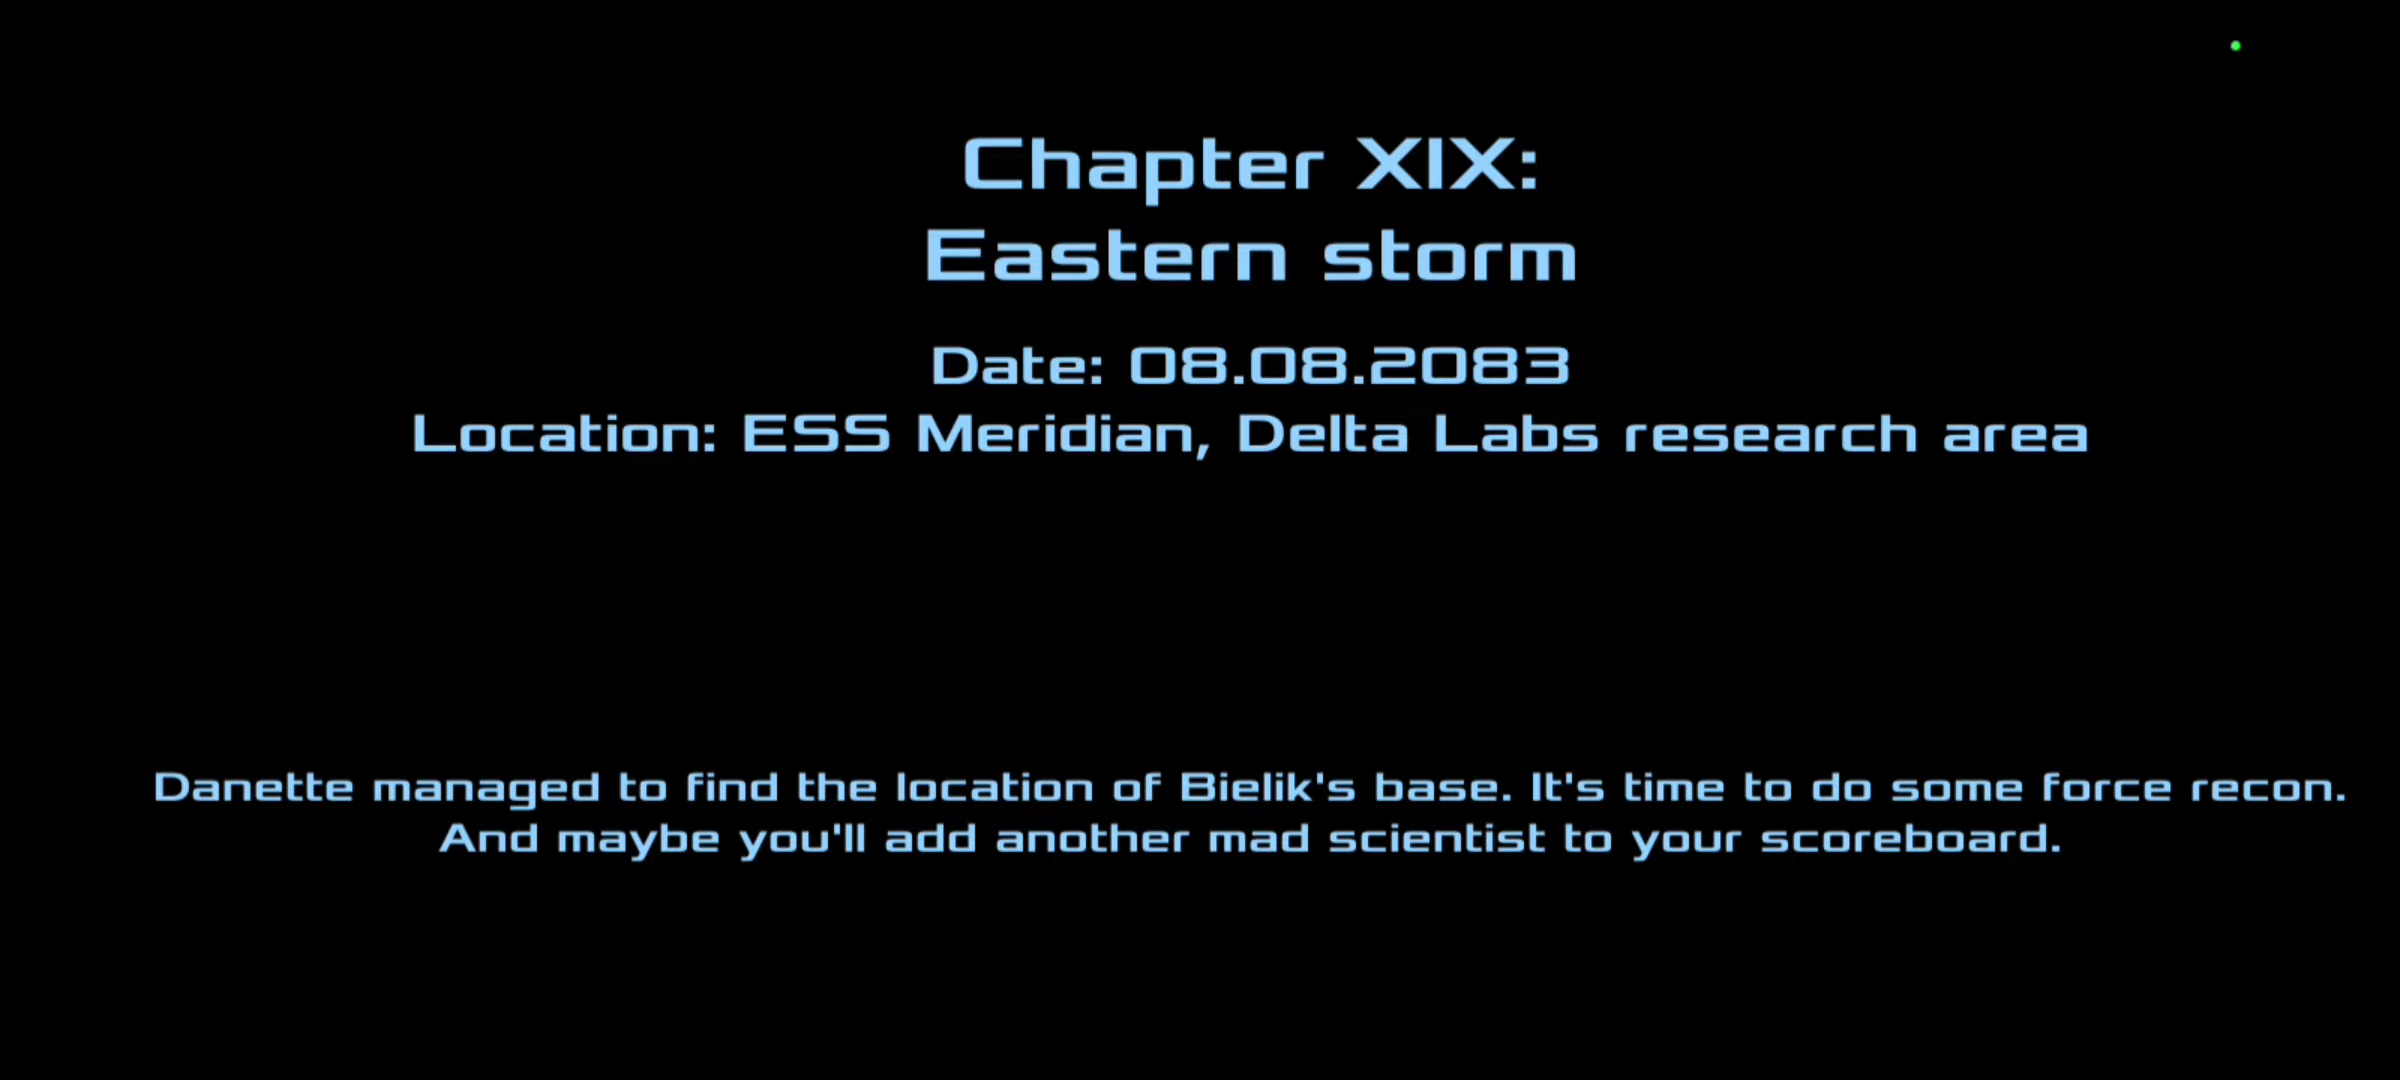 Chapter XIX:
Eastern storm
Date: 08.08.2083
Location: ESS Meridian, Delta Labs research area
Danette managed to find the location of Bielik's base. It's time to do some force recon.
And maybe you'll add another mad scientist to your scoreboard.